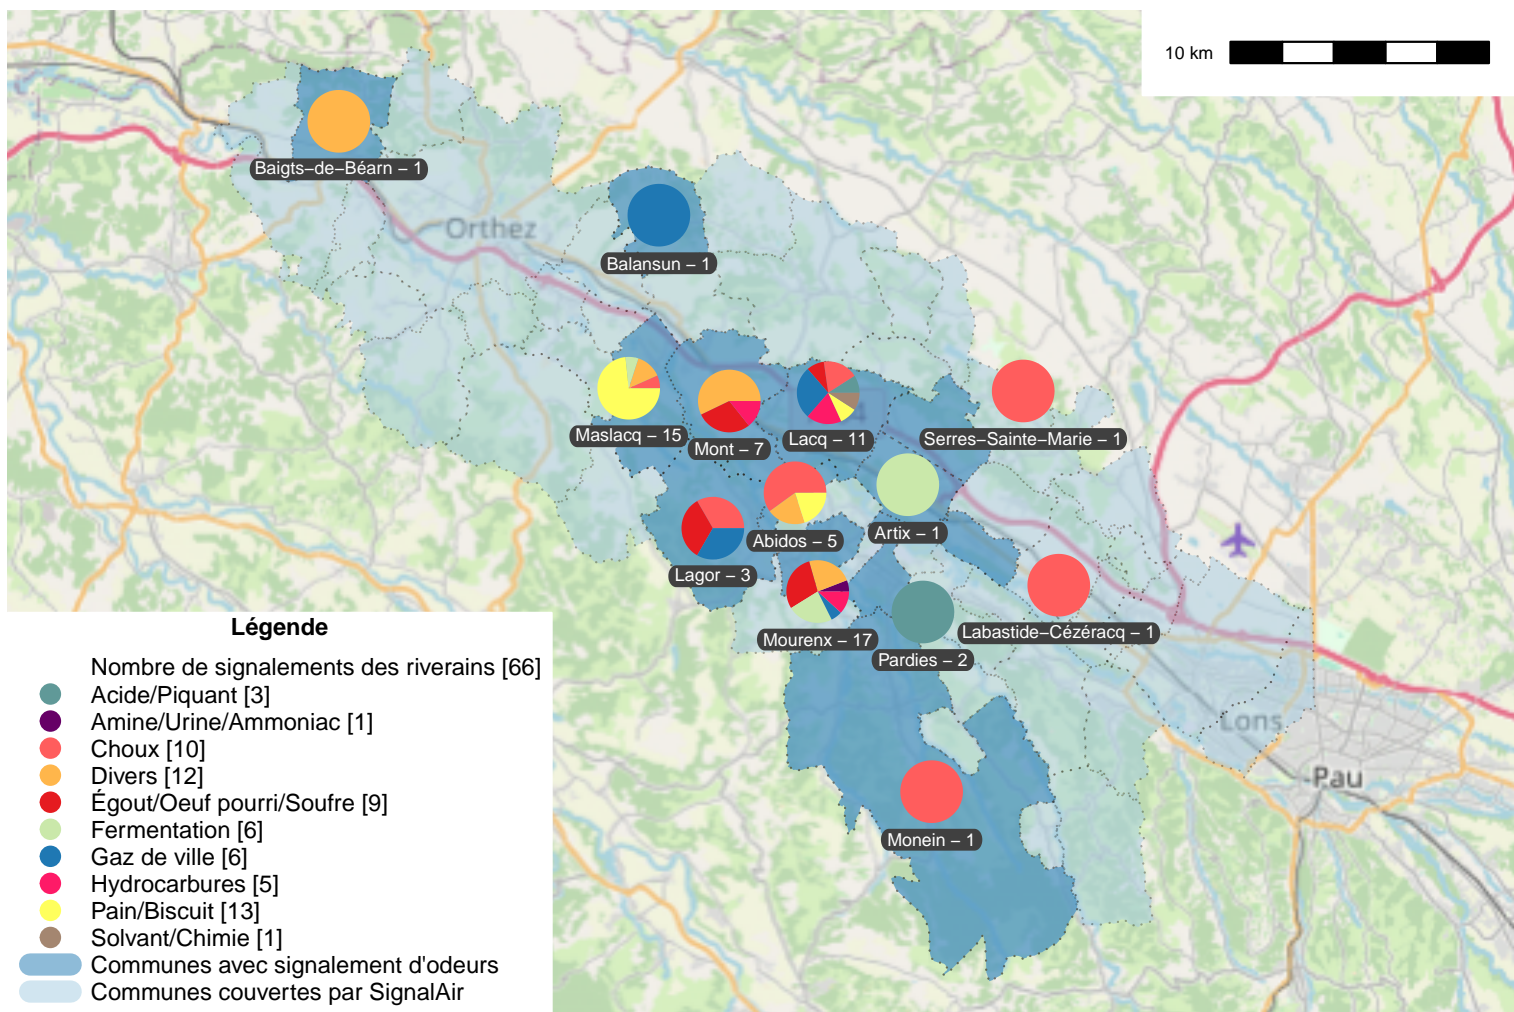 10 km
Baigts−de−Béarn − 1
Orthez
Balansun − 1
Maslacq − 15
Mont − 7
Lacq − 11
Serres−Sainte−Marie − 1
Abidos − 5
Artix − 1
Lagor − 3
Mourenx − 17
Labastide−Cézéracq − 1
Pardies − 2
Lons
Pau
Monein − 1
Légende
Nombre de signalements des riverains [66]
Acide/Piquant [3]
Amine/Urine/Ammoniac [1]
Choux [10]
Divers [12]
Égout/Oeuf pourri/Soufre [9]
Fermentation [6]
Gaz de ville [6]
Hydrocarbures [5]
Pain/Biscuit [13]
Solvant/Chimie [1]
Communes avec signalement d'odeurs
Communes couvertes par SignalAir